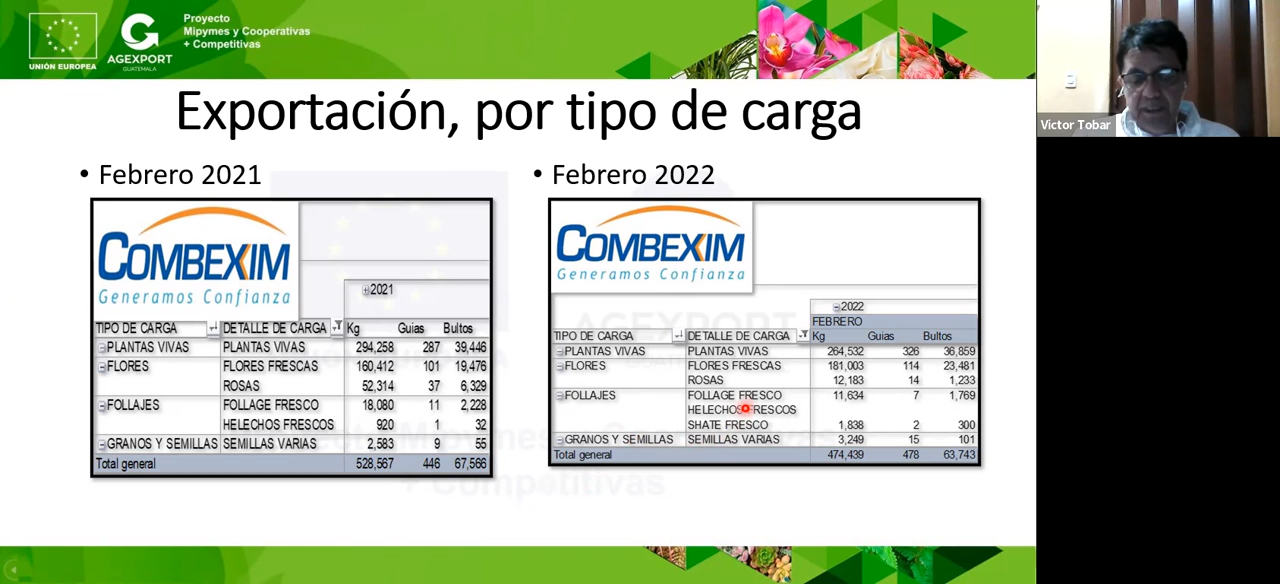 UNIÓN EUROPEA
AGEXPORT
GUATEMALA
Proyecto
Mipymes y Cooperativas
+ Competitivas
Victor Tobar
Exportación, por tipo de carga
• Febrero 2021
COMBEXIM
Generamos Confianza
2021
TIPO DE CARGA DETALLE DE CARGA Kg Guias Bultos
PLANTAS VIVAS PLANTAS VIVAS 294,258 287 39,446
FLORES FLORES FRESCAS 160,412 101 19,476
ROSAS 52,314 37 6,329
FOLLAJES FOLLAGE FRESCO 18,080 11 2,228
HELECHOS FRESCOS 920 1 32
GRANOS Y SEMILLAS SEMILLAS VARIAS 2,583 9 55
Total general 528,567 446 67,566
• Febrero 2022
COMBEXIM
Generamos Confianza
2022
FEBRERO
TIPO DE CARGA DETALLE DE CARGA Kg Guias Bultos
PLANTAS VIVAS PLANTAS VIVAS 264,532 326 36,859
FLORES FLORES FRESCAS 181,003 114 23,481
ROSAS 12,183 14 1,233
FOLLAJES FOLLAGE FRESCO 11,634 7 1,769
HELECHOS FRESCOS
SHATE FRESCO 1,838 2 300
GRANOS Y SEMILLAS SEMILLAS VARIAS 3,249 15 101
Total general 474,439 478 63,743
+ Competitivas